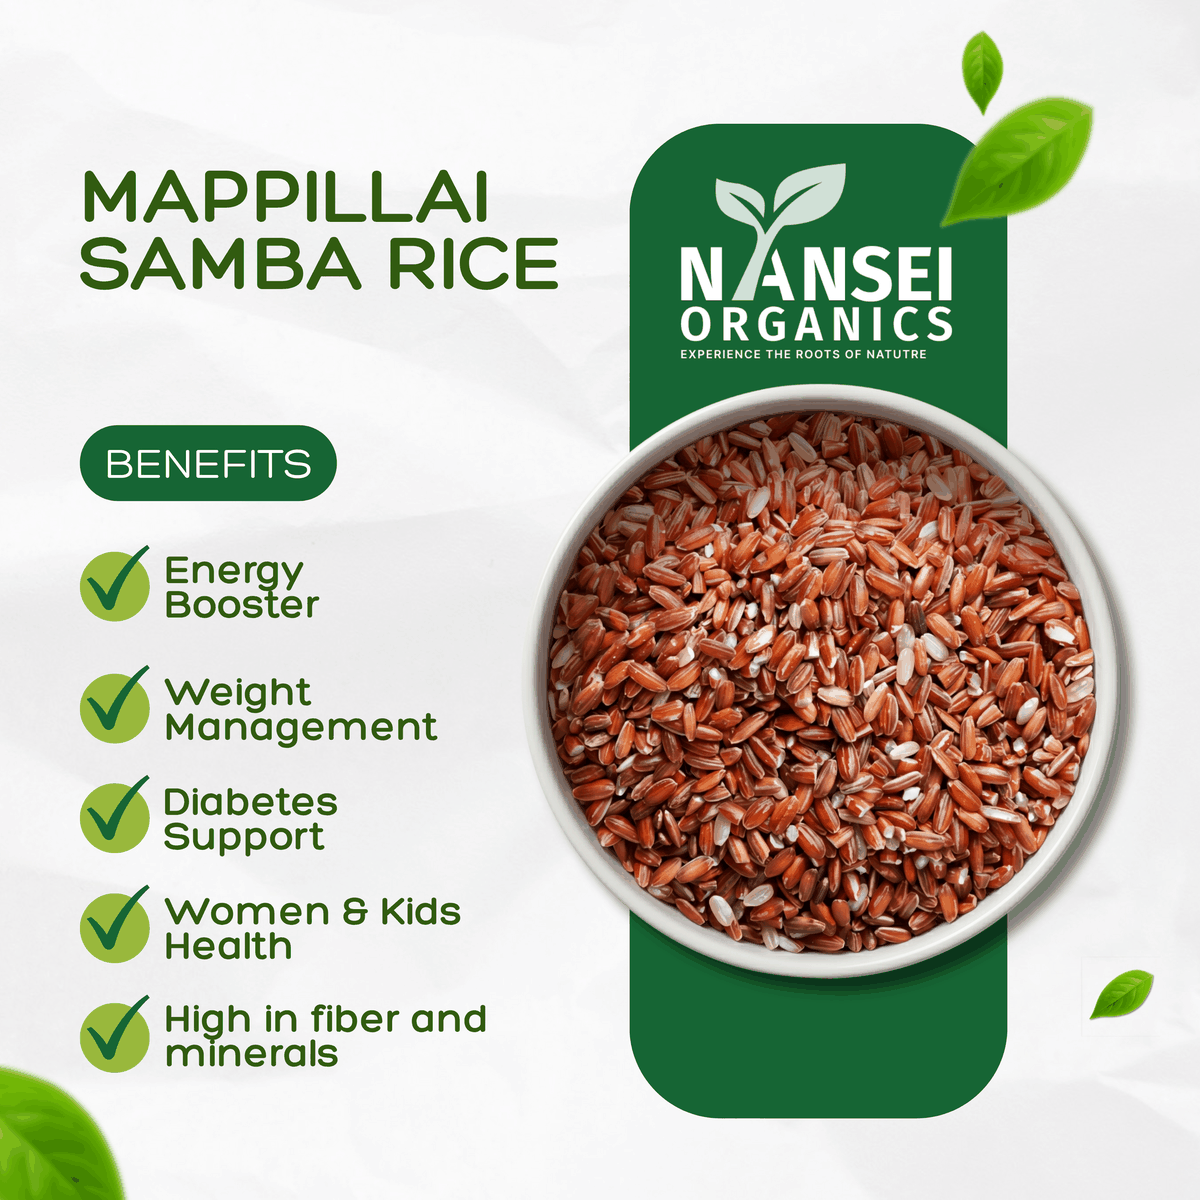 MAPPILLAI
SAMBA RICE
NANSEI
ORGANICS
EXPERIENCE THE ROOTS OF NATUTRE
BENEFITS
Energy
Booster
Weight
Management
Diabetes
Support
Women & Kids
Health
High in fiber and
minerals